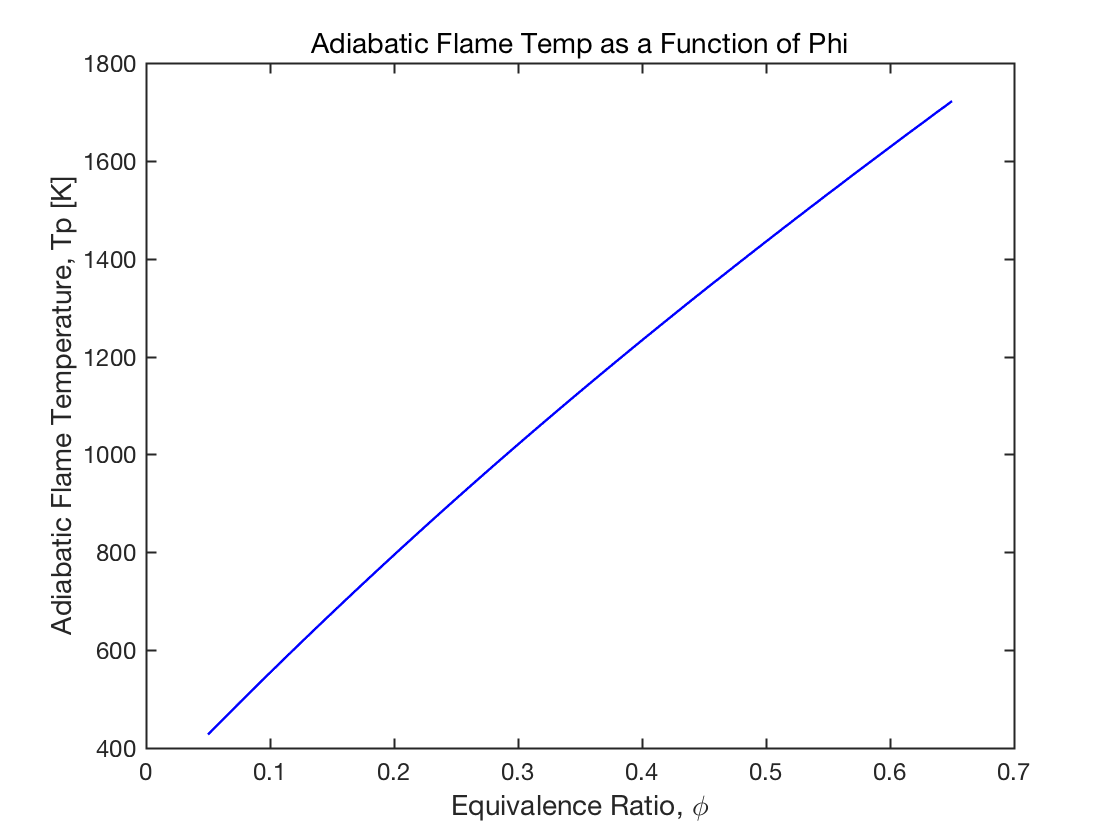 Adiabatic Flame Temp as a Function of Phi
Adiabatic Flame Temperature, Tp [K]
1800
1600
1400
1200
1000
800
600
400
0 0.1 0.2 0.3 0.4 0.5 0.6 0.7
Equivalence Ratio, ϕ